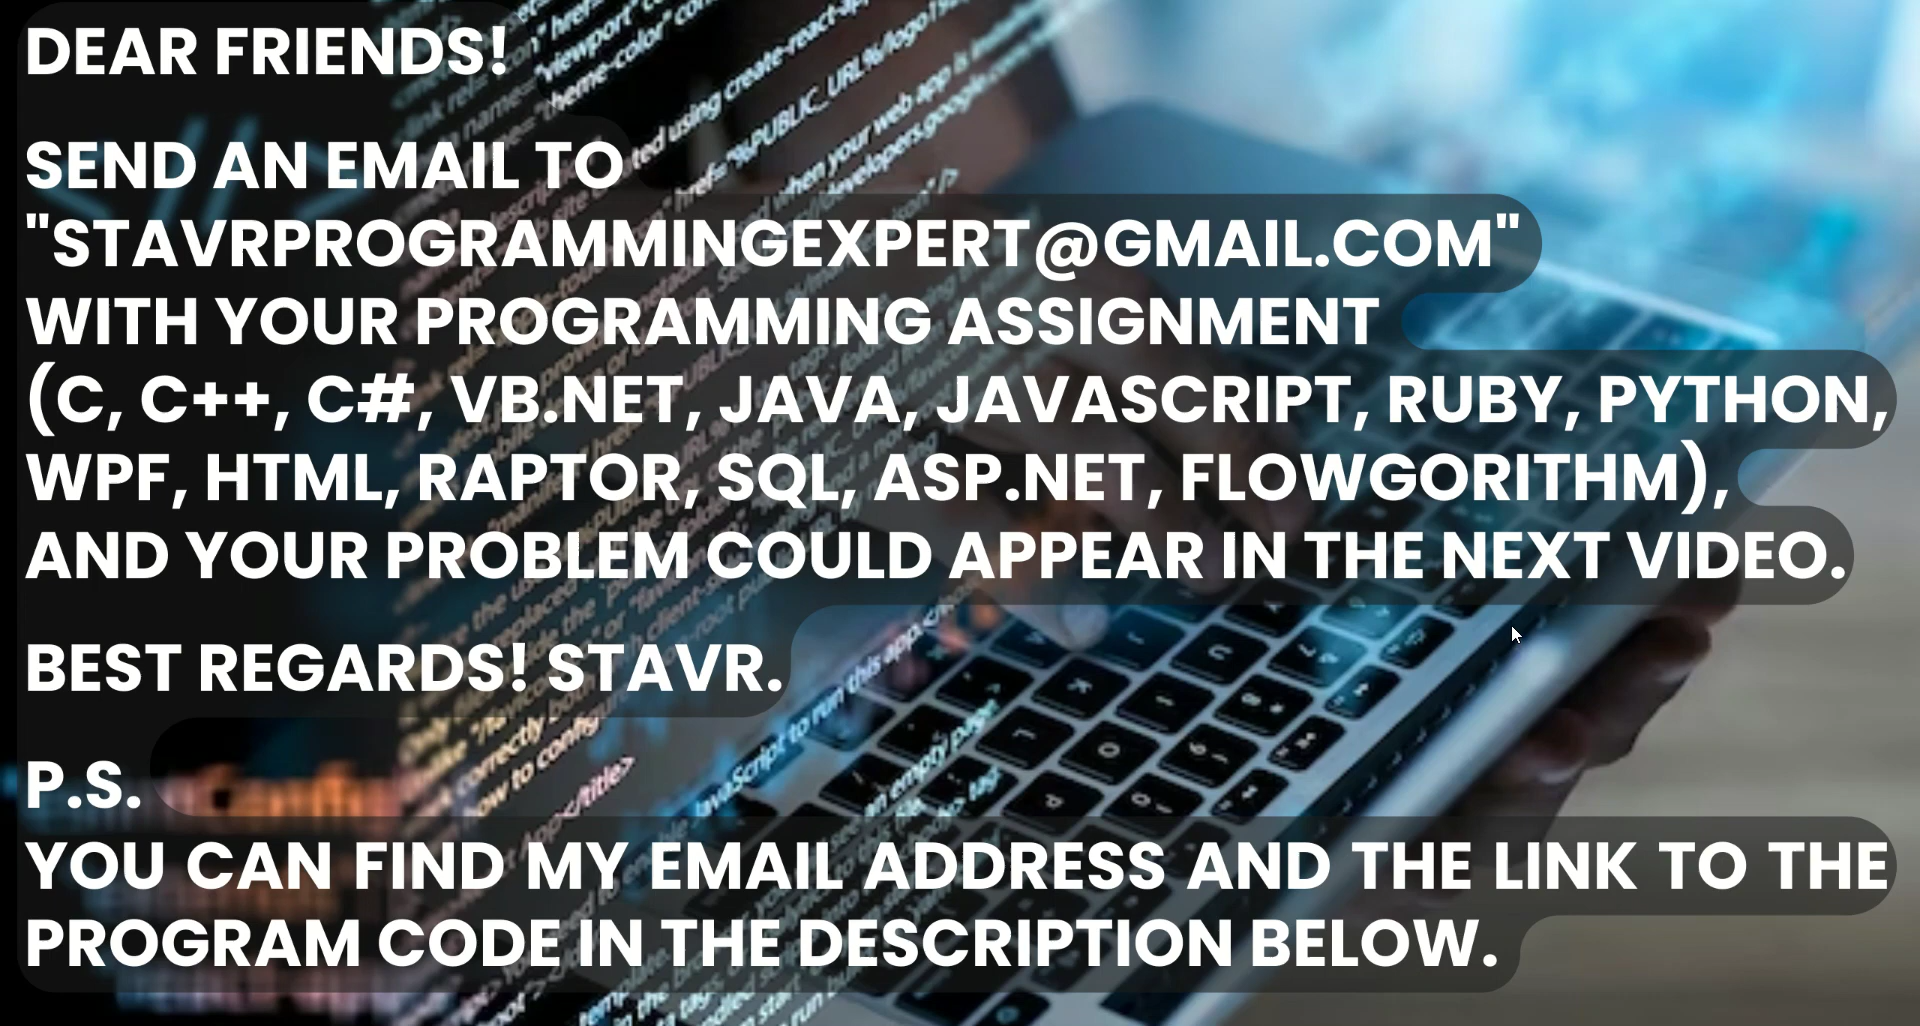 DEAR FRIENDS!
SEND AN EMAIL TO
"STAVRPROGRAMMINGEXPERT@GMAIL.COM"
WITH YOUR PROGRAMMING ASSIGNMENT
(C, C++, C#, VB.NET, JAVA, JAVASCRIPT, RUBY, PYTHON,
WPF, HTML, RAPTOR, SQL, ASP.NET, FLOWGORITHM),
AND YOUR PROBLEM COULD APPEAR IN THE NEXT VIDEO.
BEST REGARDS! STAVR.
P.S.
YOU CAN FIND MY EMAIL ADDRESS AND THE LINK TO THE
PROGRAM CODE IN THE DESCRIPTION BELOW.